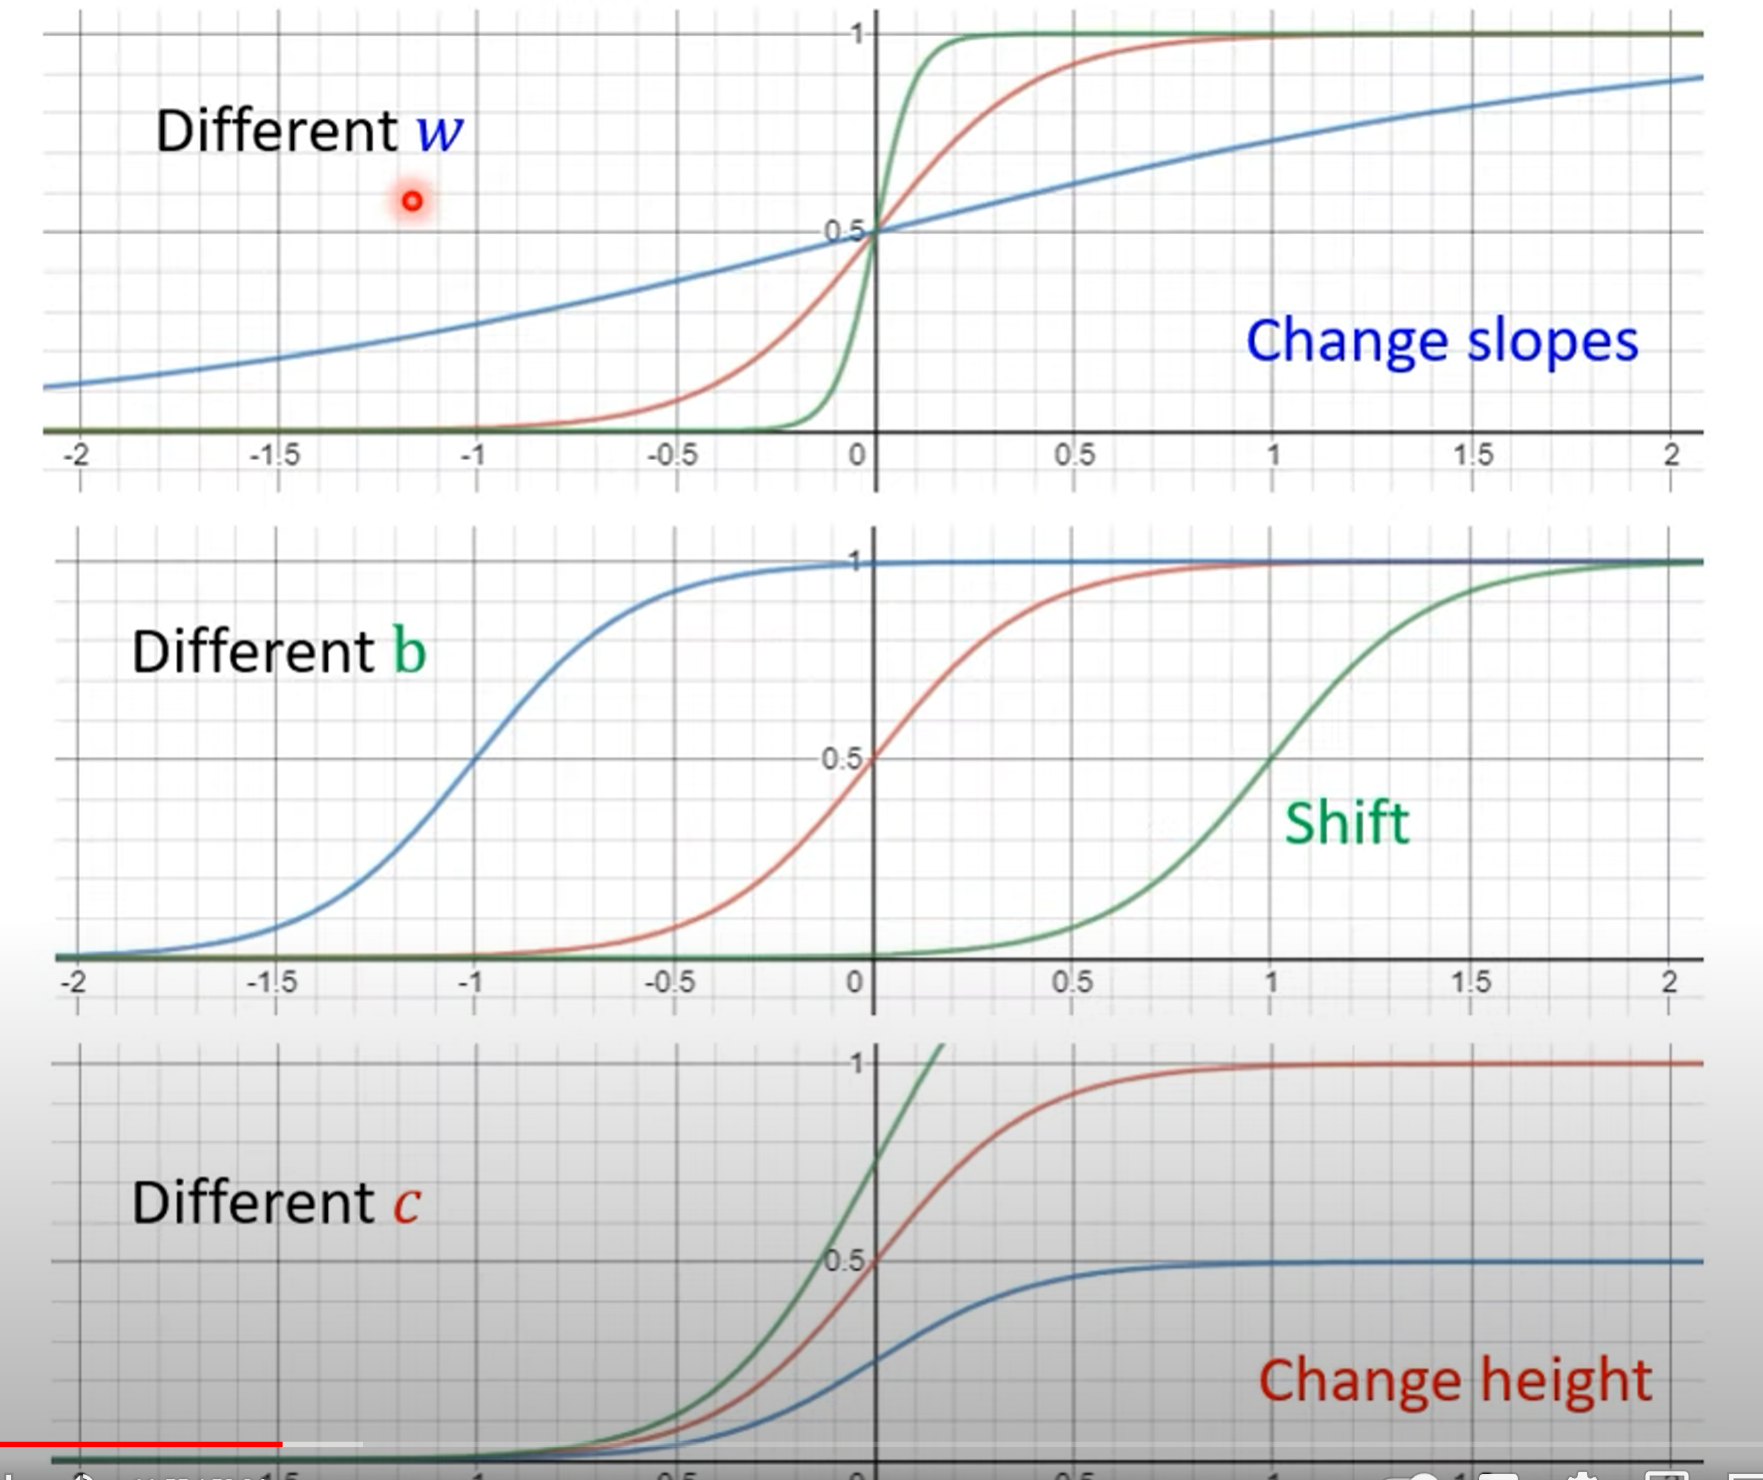 1
Different w
0.5
Change slopes
-2 -1.5 -1 -0.5 0 0.5 1 1.5 2
1
Different b
0.5
Shift
-2 -1.5 -1 -0.5 0 0.5 1 1.5 2
1
Different c
0.5
Change height